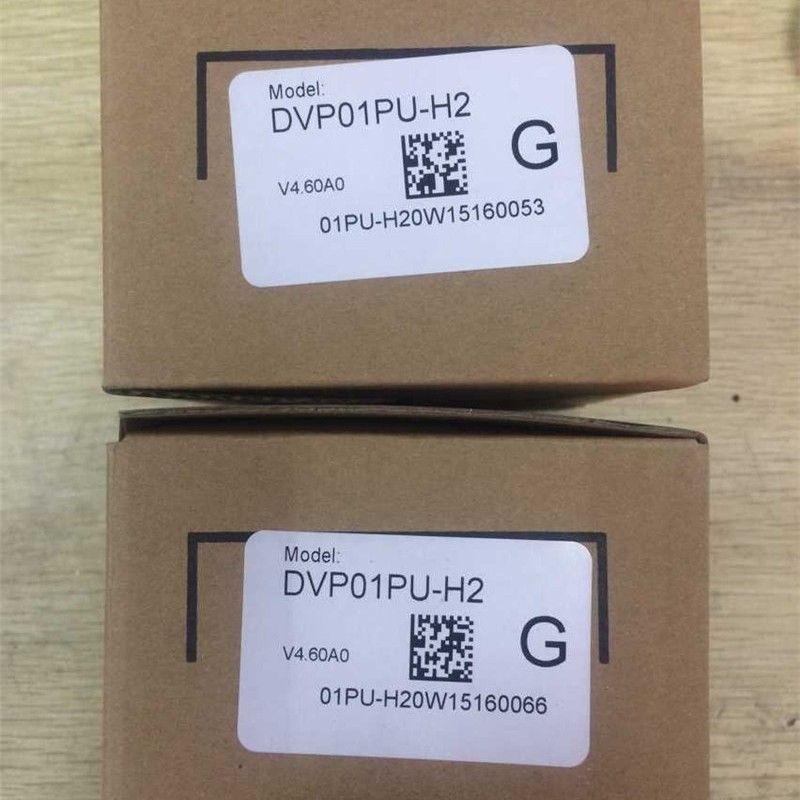 Model:
DVP01PU-H2
G
V4.60A0
01PU-H20W15160053
Model:
DVP01PU-H2
G
V4.60A0
01PU-H20W15160066